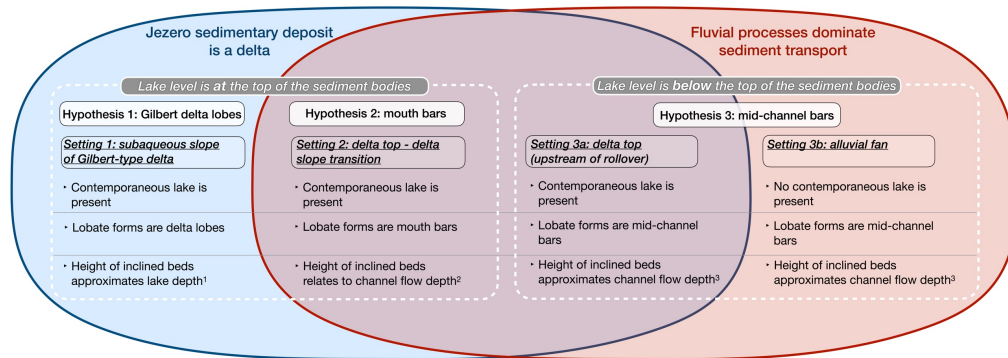 Jezero sedimentary deposit
is a delta
Fluvial processes dominate
sediment transport
Lake level is at the top of the sediment bodies
Lake level is below the top of the sediment bodies
Hypothesis 1: Gilbert delta lobes
Hypothesis 2: mouth bars
Hypothesis 3: mid-channel bars
Setting 1: subaqueous slope
of Gilbert-type delta
Setting 2: delta top - delta
slope transition
Setting 3a: delta top
(upstream of rollover)
Setting 3b: alluvial fan
‣ Contemporaneous lake is
present
‣ Contemporaneous lake is
present
‣ Contemporaneous lake is
present
‣ No contemporaneous lake is
present
‣ Lobate forms are delta lobes
‣ Lobate forms are mouth bars
‣ Lobate forms are mid-channel
bars
‣ Lobate forms are mid-channel
bars
‣ Height of inclined beds
approximates lake depth¹
‣ Height of inclined beds
relates to channel flow depth²
‣ Height of inclined beds
approximates channel flow depth³
‣ Height of inclined beds
approximates channel flow depth³